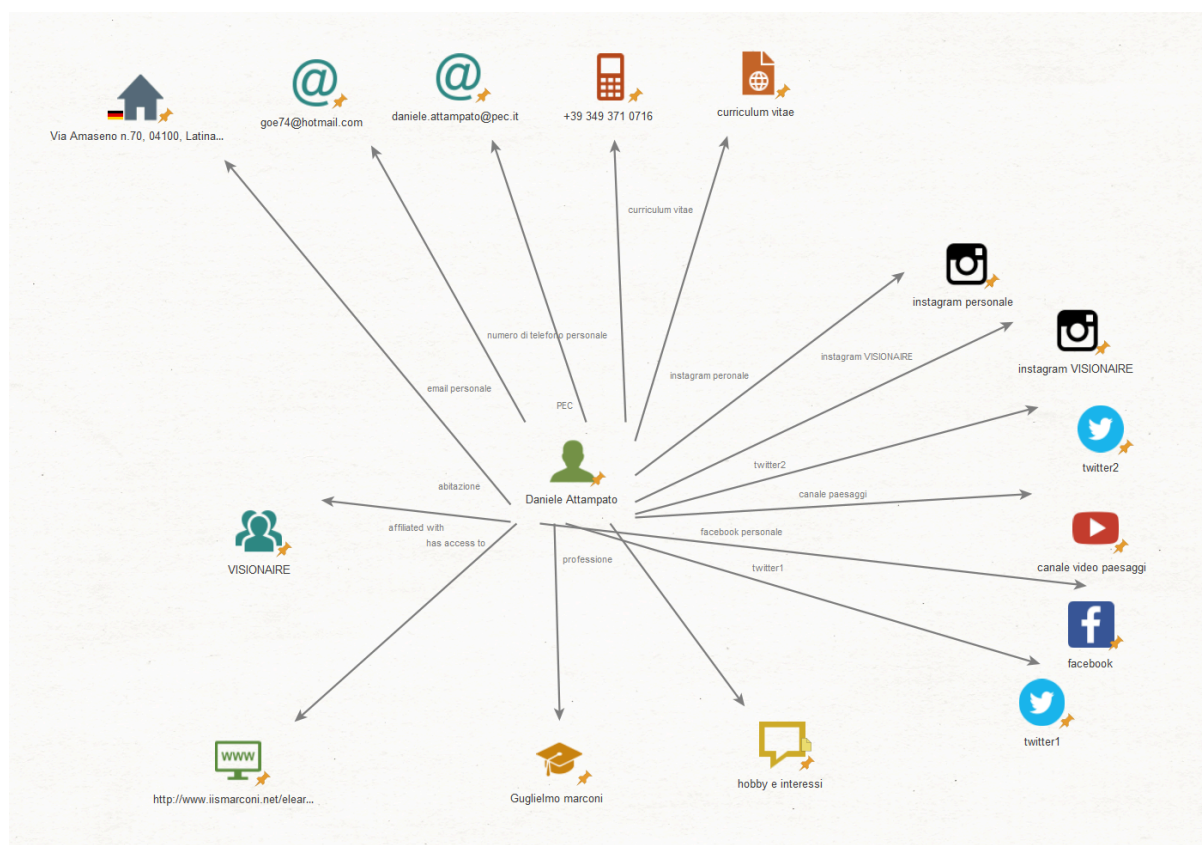 Via Amaseno n.70, 04100, Latina...
goe74@hotmail.com
daniele.attampato@pec.it
+39 349 371 0716
curriculum vitae
curriculum vitae
instagram personale
numero di telefono personale
instagram VISIONAIRE
instagram peronale
instagram VISIONAIRE
email personale
PEC
twitter2
twitter2
Daniele Attampato
abitazione
canale paesaggi
affiliated with
has access to
facebook personale
professione
twitter1
VISIONAIRE
canale video paesaggi
facebook
twitter1
www
http://www.iismarconi.net/elear...
Guglielmo marconi
hobby e interessi